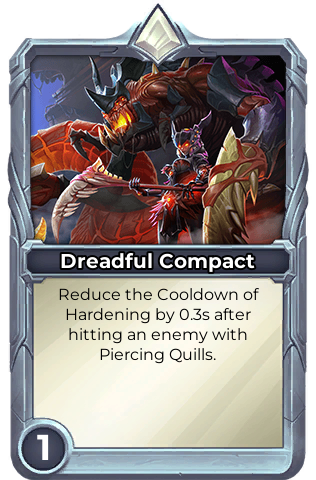 Dreadful Compact
Reduce the Cooldown of
Hardening by 0.3s after
hitting an enemy with
Piercing Quills.
1